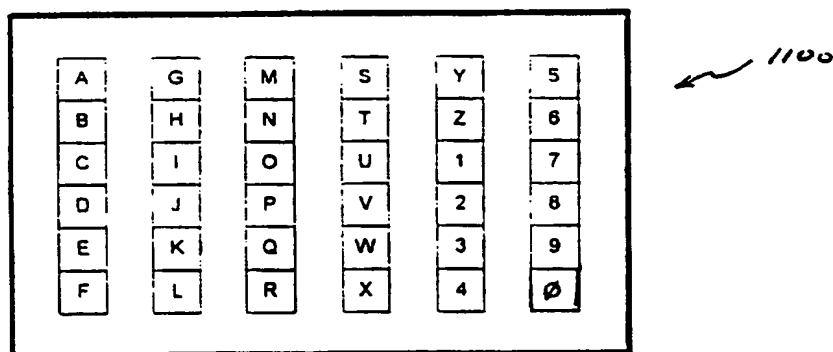 A G M S Y 5
B H N T Z 6
C I O U 1 7
D J P V 2 8
E K Q W 3 9
F L R X 4 Ø
1100